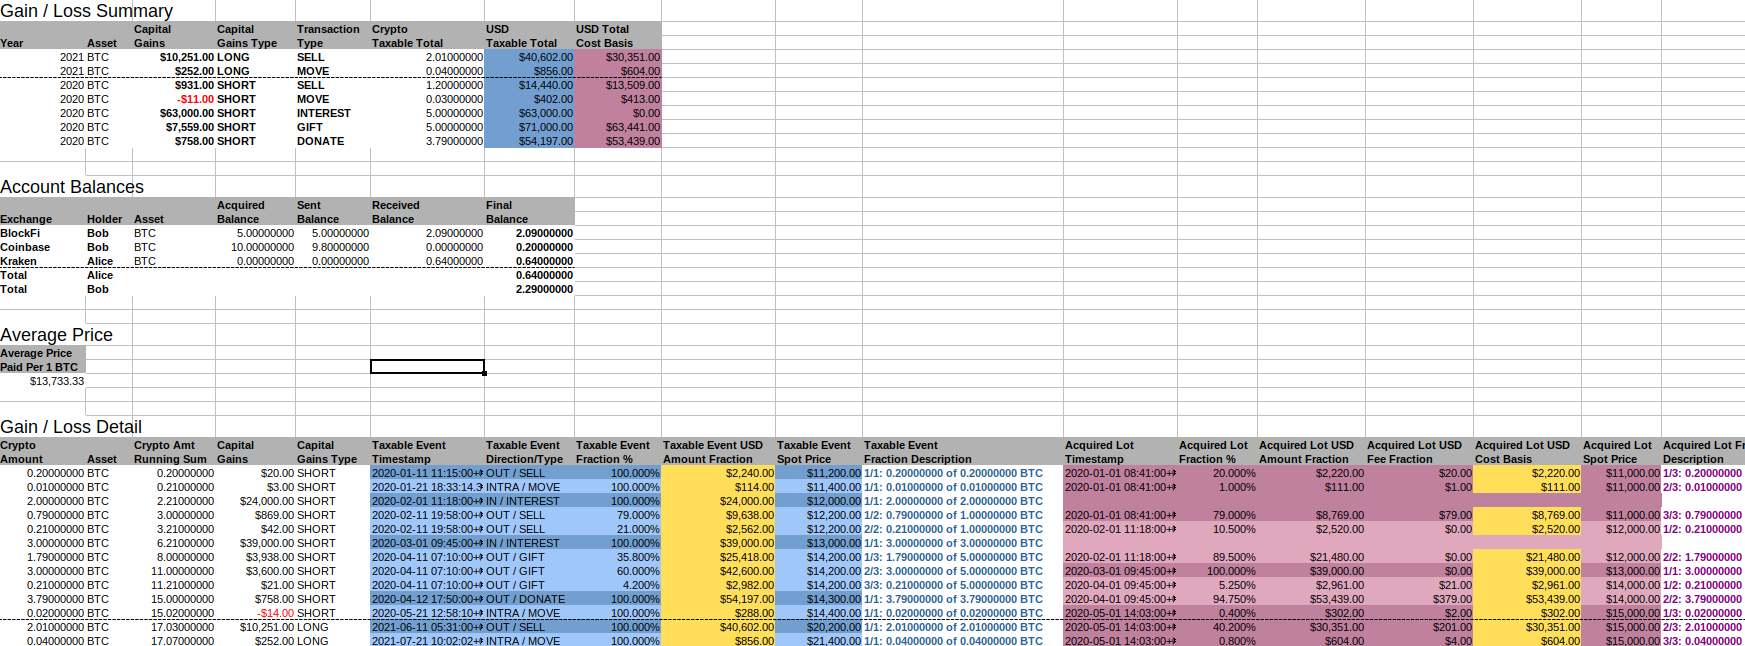 Gain / Loss Summary
Capital Capital Transaction Crypto USD USD Total
Year Asset Gains Gains Type Type Taxable Total Taxable Total Cost Basis
2021 BTC $10,251.00 LONG SELL 2.01000000 $40,602.00 $30,351.00
2021 BTC $252.00 LONG MOVE 0.04000000 $856.00 $604.00
2020 BTC $931.00 SHORT SELL 1.20000000 $14,440.00 $13,509.00
2020 BTC -$11.00 SHORT MOVE 0.03000000 $402.00 $413.00
2020 BTC $63,000.00 SHORT INTEREST 5.00000000 $63,000.00 $0.00
2020 BTC $7,559.00 SHORT GIFT 5.00000000 $71,000.00 $63,441.00
2020 BTC $758.00 SHORT DONATE 3.79000000 $54,197.00 $53,439.00
Account Balances
Acquired Sent Received Final
Exchange Holder Asset Balance Balance Balance Balance
BlockFi Bob BTC 5.00000000 5.00000000 2.09000000 2.09000000
Coinbase Bob BTC 10.00000000 9.80000000 0.00000000 0.20000000
Kraken Alice BTC 0.00000000 0.00000000 0.64000000 0.64000000
Total Alice 0.64000000
Total Bob 2.29000000
Average Price
Average Price
Paid Per 1 BTC
$13,733.33
Gain / Loss Detail
Crypto Crypto Amt Capital Capital Taxable Event Taxable Event Taxable Event Taxable Event USD Taxable Event Taxable Event Acquired Lot Acquired Lot Acquired Lot USD Acquired Lot USD Acquired Lot USD Acquired Lot Acquired Lot Fr
Amount Asset Running Sum Gains Gains Type Timestamp Direction/Type Fraction % Amount Fraction Spot Price Fraction Description Timestamp Fraction % Amount Fraction Fee Fraction Cost Basis Spot Price Description
0.20000000 BTC 0.20000000 $20.00 SHORT 2020-01-11 11:15:00+ OUT / SELL 100.000% $2,240.00 $11,200.00 1/1: 0.20000000 of 0.20000000 BTC 2020-01-01 08:41:00+ 20.000% $2,220.00 $20.00 $2,220.00 $11,000.00 1/3: 0.20000000
0.01000000 BTC 0.21000000 $3.00 SHORT 2020-01-21 18:33:14.3 INTRA / MOVE 100.000% $114.00 $11,400.00 1/1: 0.01000000 of 0.01000000 BTC 2020-01-01 08:41:00+ 1.000% $111.00 $1.00 $111.00 $11,000.00 2/3: 0.01000000
2.00000000 BTC 2.21000000 $24,000.00 SHORT 2020-02-01 11:18:00+ IN / INTEREST 100.000% $24,000.00 $12,000.00 1/1: 2.00000000 of 2.00000000 BTC
0.79000000 BTC 3.00000000 $869.00 SHORT 2020-02-11 19:58:00+ OUT / SELL 79.000% $9,638.00 $12,200.00 1/2: 0.79000000 of 1.00000000 BTC 2020-01-01 08:41:00+ 79.000% $8,769.00 $79.00 $8,769.00 $11,000.00 3/3: 0.79000000
0.21000000 BTC 3.21000000 $42.00 SHORT 2020-02-11 19:58:00+ OUT / SELL 21.000% $2,562.00 $12,200.00 2/2: 0.21000000 of 1.00000000 BTC 2020-02-01 11:18:00+ 10.500% $2,520.00 $0.00 $2,520.00 $12,000.00 1/2: 0.21000000
3.00000000 BTC 6.21000000 $39,000.00 SHORT 2020-03-01 09:45:00+ IN / INTEREST 100.000% $39,000.00 $13,000.00 1/1: 3.00000000 of 3.00000000 BTC
1.79000000 BTC 8.00000000 $3,938.00 SHORT 2020-04-11 07:10:00+ OUT / GIFT 35.800% $25,418.00 $14,200.00 1/3: 1.79000000 of 5.00000000 BTC 2020-02-01 11:18:00+ 89.500% $21,480.00 $0.00 $21,480.00 $12,000.00 2/2: 1.79000000
3.00000000 BTC 11.00000000 $3,600.00 SHORT 2020-04-11 07:10:00+ OUT / GIFT 60.000% $42,600.00 $14,200.00 2/3: 3.00000000 of 5.00000000 BTC 2020-03-01 09:45:00+ 100.000% $39,000.00 $0.00 $39,000.00 $13,000.00 1/1: 3.00000000
0.21000000 BTC 11.21000000 $21.00 SHORT 2020-04-11 07:10:00+ OUT / GIFT 4.200% $2,982.00 $14,200.00 3/3: 0.21000000 of 5.00000000 BTC 2020-04-01 09:45:00+ 5.250% $2,961.00 $21.00 $2,961.00 $14,000.00 1/2: 0.21000000
3.79000000 BTC 15.00000000 $758.00 SHORT 2020-04-12 17:50:00+ OUT / DONATE 100.000% $54,197.00 $14,300.00 1/1: 3.79000000 of 3.79000000 BTC 2020-04-01 09:45:00+ 94.750% $53,439.00 $379.00 $53,439.00 $14,000.00 2/2: 3.79000000
0.02000000 BTC 15.02000000 -$14.00 SHORT 2020-05-21 12:58:10+ INTRA / MOVE 100.000% $288.00 $14,400.00 1/1: 0.02000000 of 0.02000000 BTC 2020-05-01 14:03:00+ 0.400% $302.00 $2.00 $302.00 $15,000.00 1/3: 0.02000000
2.01000000 BTC 17.03000000 $10,251.00 LONG 2021-06-11 05:31:00+ OUT / SELL 100.000% $40,602.00 $20,200.00 1/1: 2.01000000 of 2.01000000 BTC 2020-05-01 14:03:00+ 40.200% $30,351.00 $201.00 $30,351.00 $15,000.00 2/3: 2.01000000
0.04000000 BTC 17.07000000 $252.00 LONG 2021-07-21 10:02:02+ INTRA / MOVE 100.000% $856.00 $21,400.00 1/1: 0.04000000 of 0.04000000 BTC 2020-05-01 14:03:00+ 0.800% $604.00 $4.00 $604.00 $15,000.00 3/3: 0.04000000